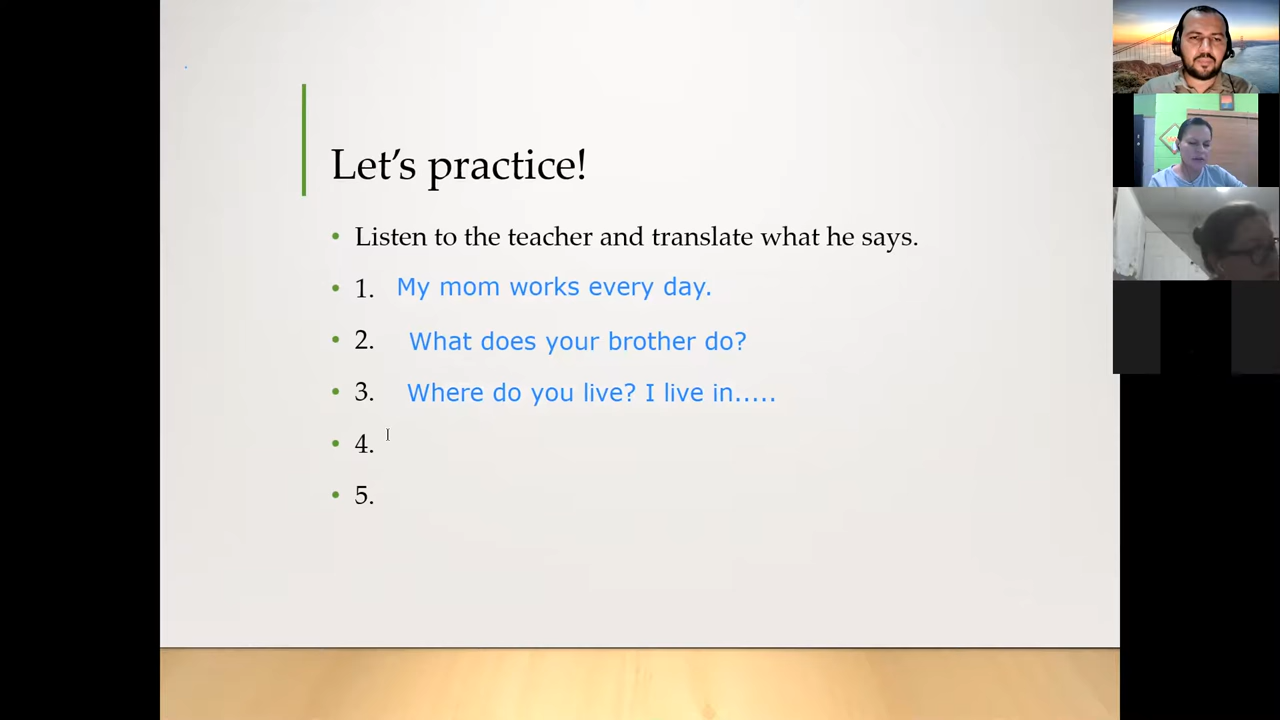 Let's practice!
• Listen to the teacher and translate what he says.
• 1. My mom works every day.
• 2. What does your brother do?
• 3. Where do you live? I live in.....
• 4.
• 5.